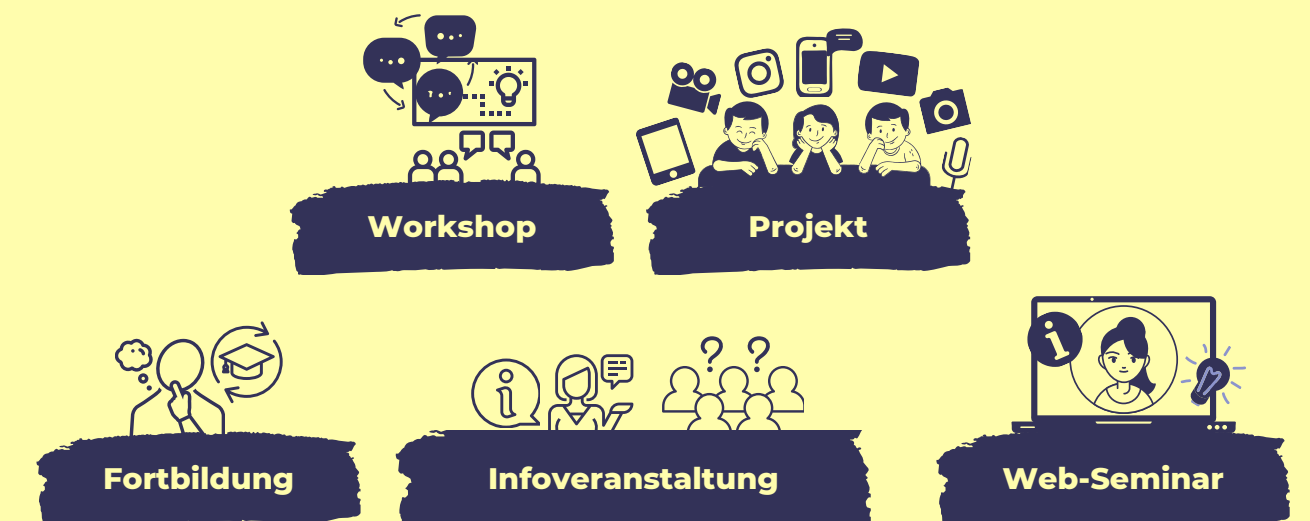 Workshop
Projekt
Fortbildung
Infoveranstaltung
Web-Seminar